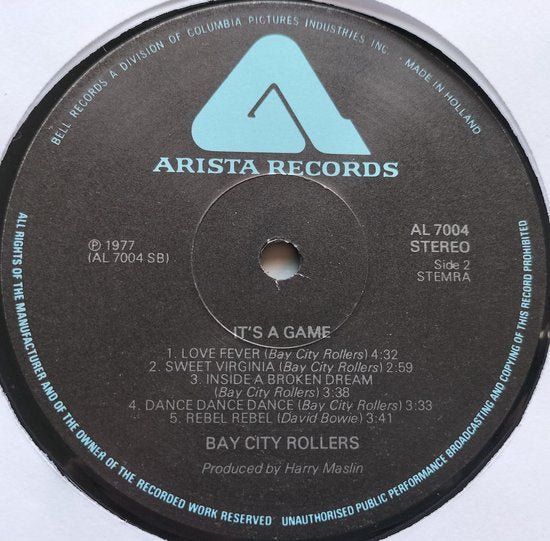 BELL RECORDS A DIVISION OF COLUMBIA PICTURES INDUSTRIES INC. · MADE IN HOLLAND
ARISTA RECORDS
℗ 1977
(AL 7004 SB)
AL 7004
STEREO
Side 2
STEMRA
IT'S A GAME
1. LOVE FEVER (Bay City Rollers) 4:32
2. SWEET VIRGINIA (Bay City Rollers) 2:59
3. INSIDE A BROKEN DREAM
(Bay City Rollers) 3:38
4. DANCE DANCE DANCE (Bay City Rollers) 3:33
5. REBEL REBEL (David Bowie) 3:41
BAY CITY ROLLERS
Produced by Harry Maslin
ALL RIGHTS OF THE MANUFACTURER AND OF THE OWNER OF THE RECORDED WORK RESERVED UNAUTHORISED PUBLIC PERFORMANCE BROADCASTING AND COPYING OF THIS RECORD PROHIBITED